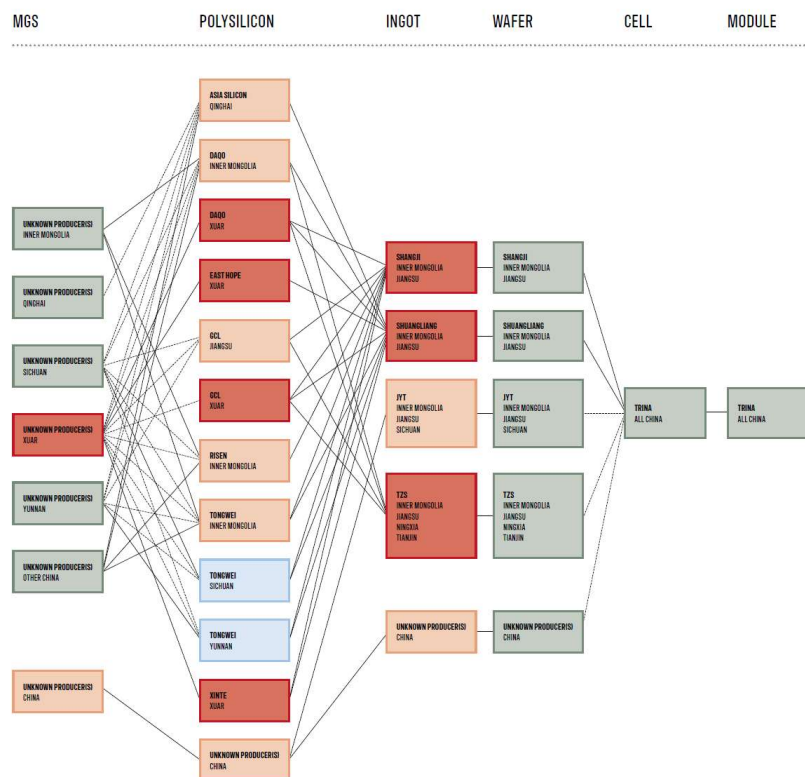 MGS
POLYSILICON
INGOT
WAFER
CELL
MODULE
UNKNOWN PRODUCER(S)
INNER MONGOLIA
UNKNOWN PRODUCER(S)
QINGHAI
UNKNOWN PRODUCER(S)
SICHUAN
UNKNOWN PRODUCER(S)
XUAR
UNKNOWN PRODUCER(S)
YUNNAN
UNKNOWN PRODUCER(S)
OTHER CHINA
UNKNOWN PRODUCER(S)
CHINA
ASIA SILICON
QINGHAI
DAQO
INNER MONGOLIA
DAQO
XUAR
EAST HOPE
XUAR
GCL
JIANGSU
GCL
XUAR
RISEN
INNER MONGOLIA
TONGWEI
INNER MONGOLIA
TONGWEI
SICHUAN
TONGWEI
YUNNAN
XINTE
XUAR
UNKNOWN PRODUCER(S)
CHINA
SHANGJI
INNER MONGOLIA
JIANGSU
SHUANGLIANG
INNER MONGOLIA
JIANGSU
JYT
INNER MONGOLIA
JIANGSU
SICHUAN
TZS
INNER MONGOLIA
JIANGSU
NINGXIA
TIANJIN
UNKNOWN PRODUCER(S)
CHINA
SHANGJI
INNER MONGOLIA
JIANGSU
SHUANGLIANG
INNER MONGOLIA
JIANGSU
JYT
INNER MONGOLIA
JIANGSU
SICHUAN
TZS
INNER MONGOLIA
JIANGSU
NINGXIA
TIANJIN
UNKNOWN PRODUCER(S)
CHINA
TRINA
ALL CHINA
TRINA
ALL CHINA